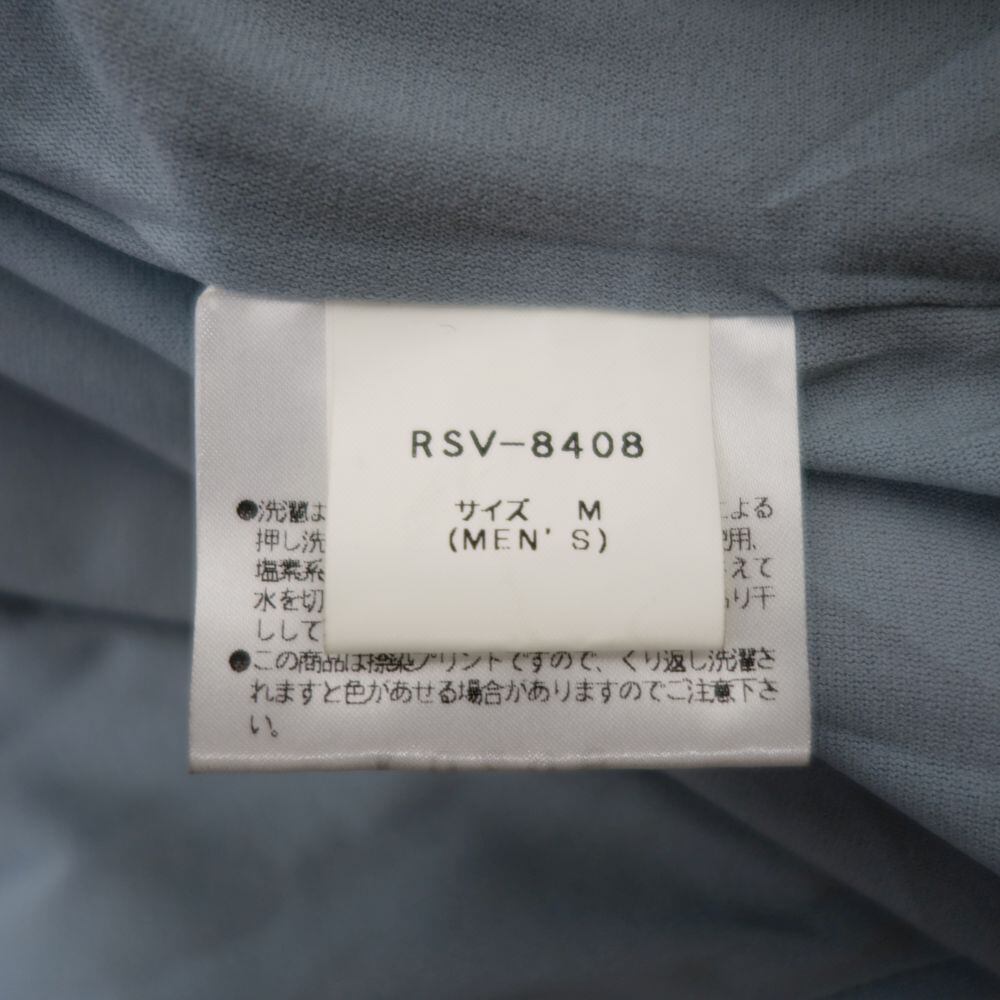 RSV-8408
サイズ M
(MEN'S)
●洗濯は よる
押し洗 用、
塩素系 えて
水を切 り干
しして
●この商品は捺染プリントですので、くり返し洗濯さ
れますと色があせる場合がありますのでご注意下さ
い。